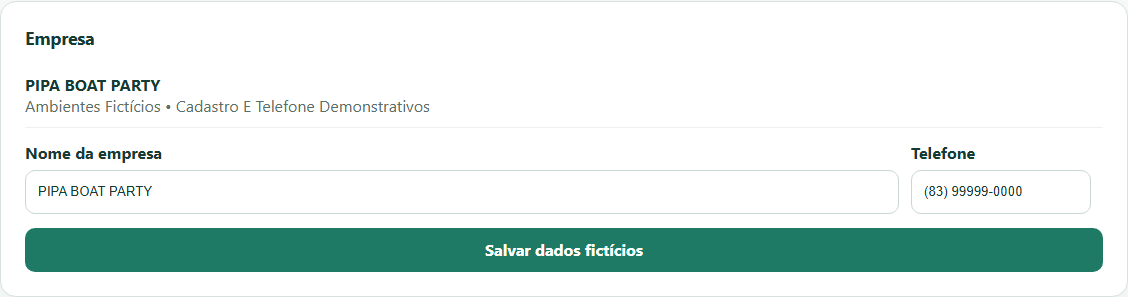 Empresa
PIPA BOAT PARTY
Ambientes Fictícios • Cadastro E Telefone Demonstrativos
Nome da empresa
Telefone
PIPA BOAT PARTY
(83) 99999-0000
Salvar dados fictícios